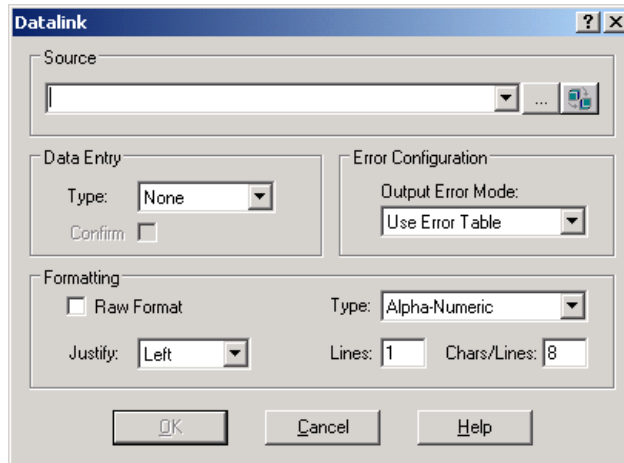 Datalink
Source
...
Data Entry
Type: None
Confirm
Error Configuration
Output Error Mode:
Use Error Table
Formatting
Raw Format
Type: Alpha-Numeric
Justify: Left
Lines: 1 Chars/Lines: 8
OK Cancel Help